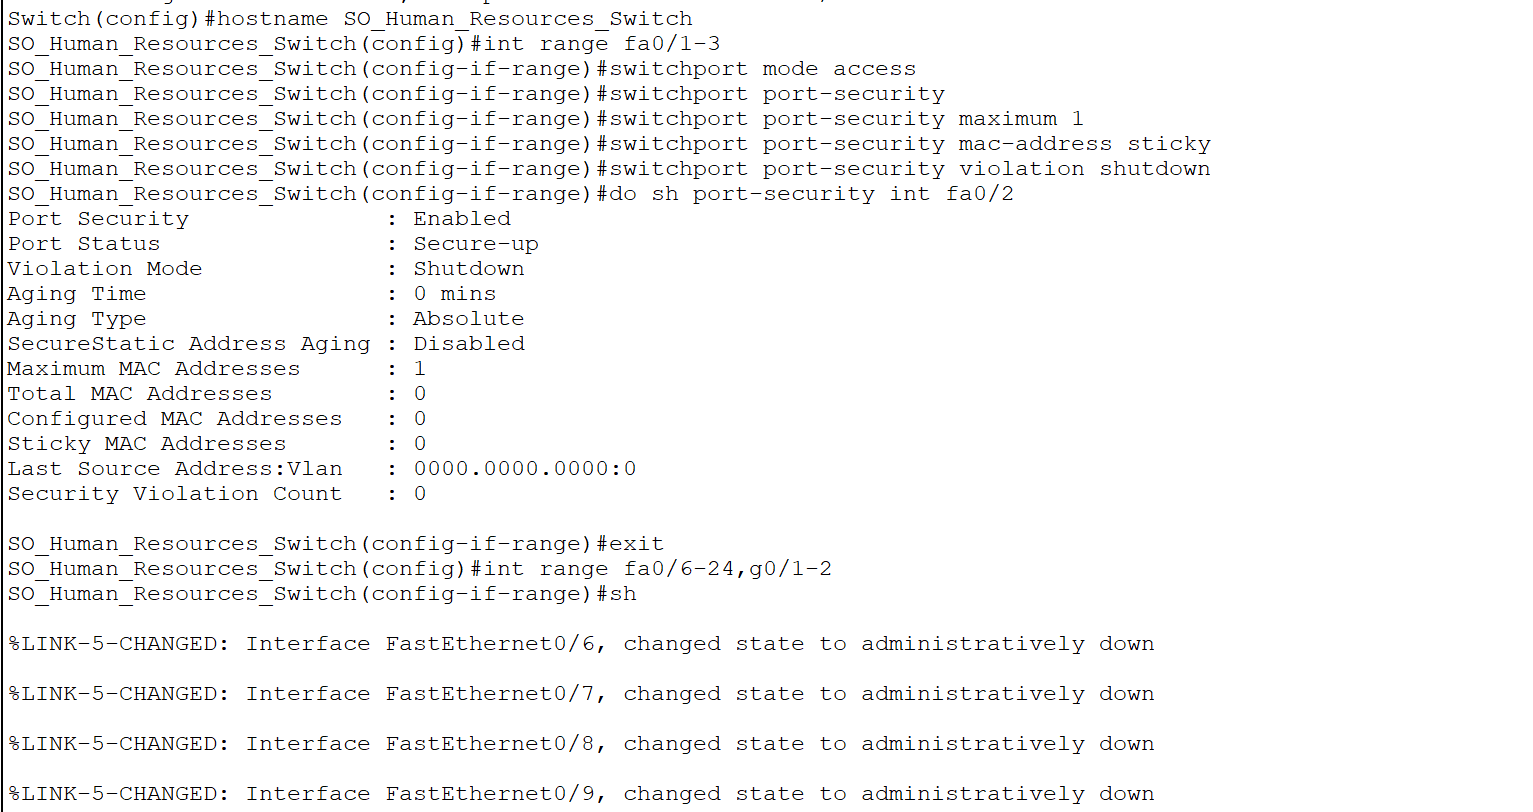 Switch(config)#hostname SO_Human_Resources_Switch
SO_Human_Resources_Switch(config)#int range fa0/1-3
SO_Human_Resources_Switch(config-if-range)#switchport mode access
SO_Human_Resources_Switch(config-if-range)#switchport port-security
SO_Human_Resources_Switch(config-if-range)#switchport port-security maximum 1
SO_Human_Resources_Switch(config-if-range)#switchport port-security mac-address sticky
SO_Human_Resources_Switch(config-if-range)#switchport port-security violation shutdown
SO_Human_Resources_Switch(config-if-range)#do sh port-security int fa0/2
Port Security              : Enabled
Port Status                : Secure-up
Violation Mode             : Shutdown
Aging Time                 : 0 mins
Aging Type                 : Absolute
SecureStatic Address Aging : Disabled
Maximum MAC Addresses      : 1
Total MAC Addresses        : 0
Configured MAC Addresses   : 0
Sticky MAC Addresses       : 0
Last Source Address:Vlan   : 0000.0000.0000:0
Security Violation Count   : 0
SO_Human_Resources_Switch(config-if-range)#exit
SO_Human_Resources_Switch(config)#int range fa0/6-24,g0/1-2
SO_Human_Resources_Switch(config-if-range)#sh
%LINK-5-CHANGED: Interface FastEthernet0/6, changed state to administratively down
%LINK-5-CHANGED: Interface FastEthernet0/7, changed state to administratively down
%LINK-5-CHANGED: Interface FastEthernet0/8, changed state to administratively down
%LINK-5-CHANGED: Interface FastEthernet0/9, changed state to administratively down